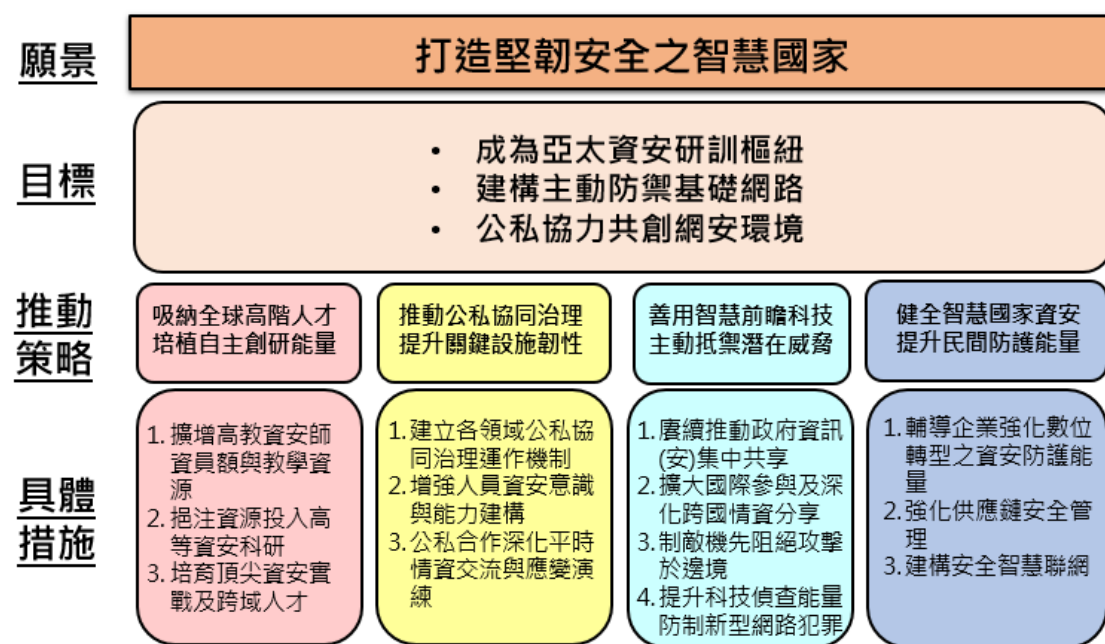 願景
打造堅韌安全之智慧國家
目標
• 成為亞太資安研訓樞紐
• 建構主動防禦基礎網路
• 公私協力共創網安環境
推動
策略
吸納全球高階人才
培植自主創研能量
推動公私協同治理
提升關鍵設施韌性
善用智慧前瞻科技
主動抵禦潛在威脅
健全智慧國家資安
提升民間防護能量
具體
措施
1. 擴增高教資安師
資員額與教學資
源
2. 挹注資源投入高
等資安科研
3. 培育頂尖資安實
戰及跨域人才
1. 建立各領域公私協
同治理運作機制
2. 增強人員資安意識
與能力建構
3. 公私合作深化平時
情資交流與應變演
練
1. 賡續推動政府資訊
(安)集中共享
2. 擴大國際參與及深
化跨國情資分享
3. 制敵機先阻絕攻擊
於邊境
4. 提升科技偵查能量
防制新型網路犯罪
1. 輔導企業強化數位
轉型之資安防護能
量
2. 強化供應鏈安全管
理
3. 建構安全智慧聯網